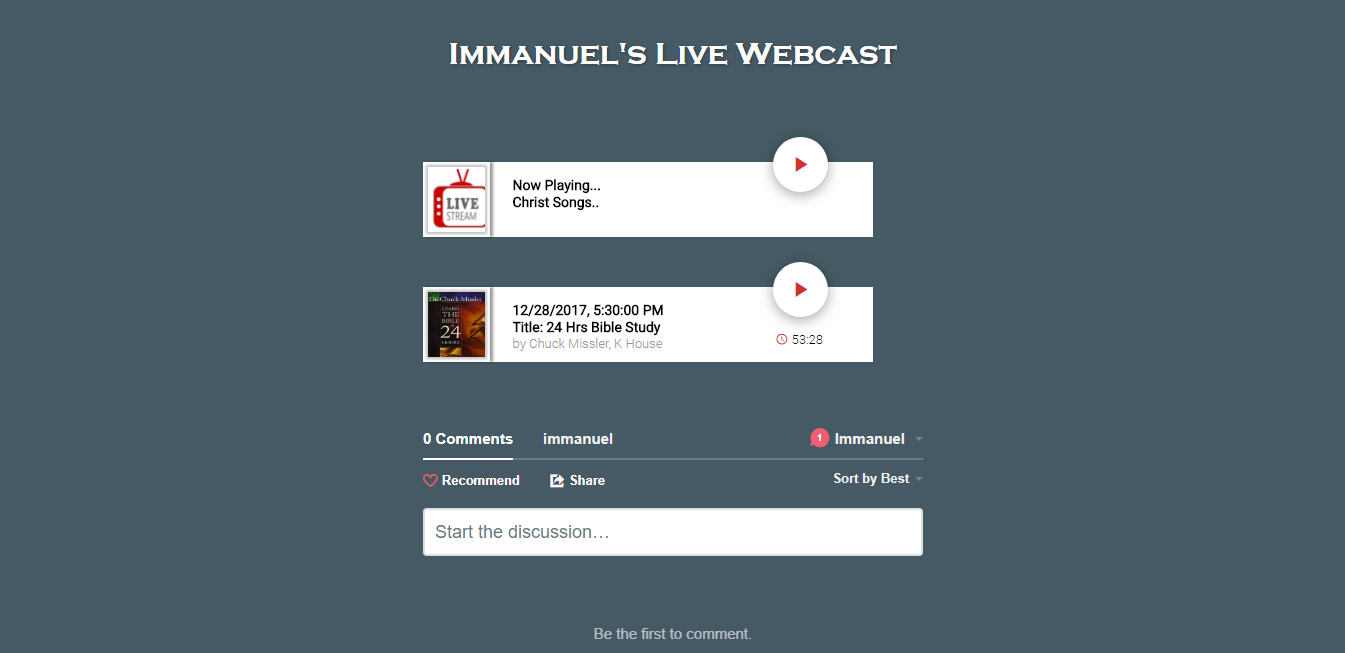 Immanuel's Live Webcast
LIVE
STREAM
Now Playing...
Christ Songs..
Dr. Chuck Missler
LEARN
THE
BIBLE
24
HOURS
12/28/2017, 5:30:00 PM
Title: 24 Hrs Bible Study
by Chuck Missler, K House
53:28
0 Comments immanuel 1 Immanuel
Recommend Share Sort by Best
Start the discussion…
Be the first to comment.